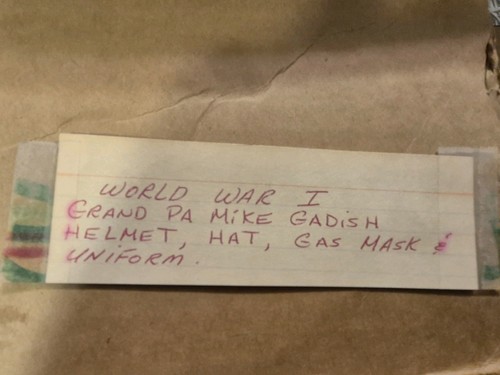 WORLD WAR I
GRAND PA MIKE GADISH
HELMET, HAT, GAS MASK &
UNIFORM.